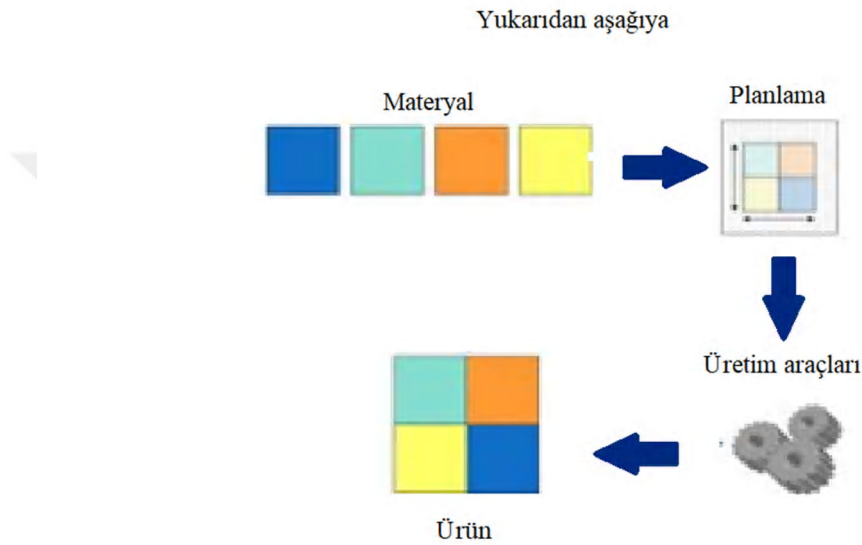 Yukarıdan aşağıya
Materyal
Planlama
Üretim araçları
Ürün